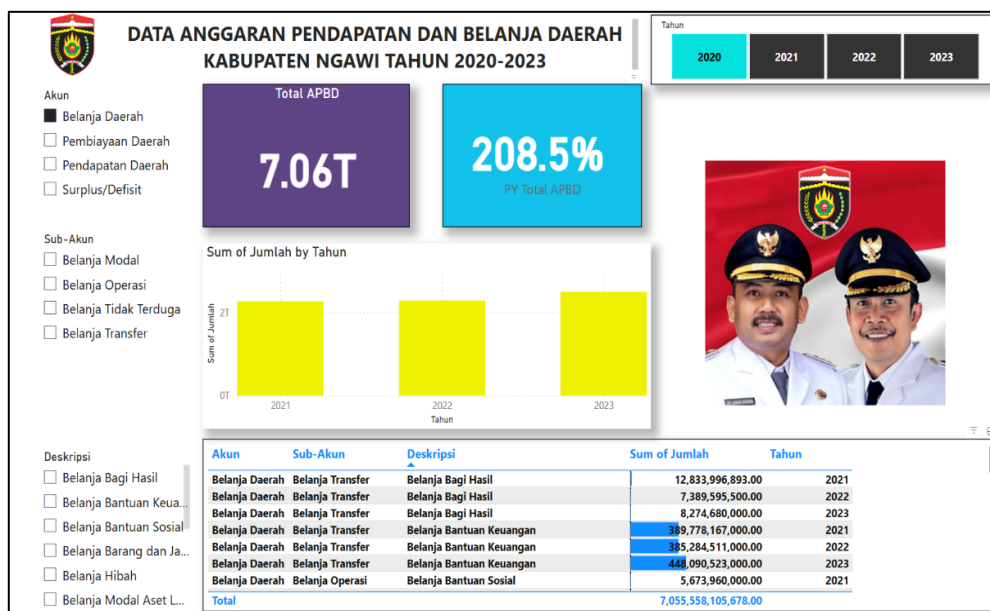 DATA ANGGARAN PENDAPATAN DAN BELANJA DAERAH
KABUPATEN NGAWI TAHUN 2020-2023
Tahun
2020 2021 2022 2023
Akun
Belanja Daerah
Pembiayaan Daerah
Pendapatan Daerah
Surplus/Defisit
Total APBD
7.06T
208.5%
PY Total APBD
Sub-Akun
Belanja Modal
Belanja Operasi
Belanja Tidak Terduga
Belanja Transfer
Sum of Jumlah by Tahun
Sum of Jumlah
2T
0T
2021 2022 2023
Tahun
Deskripsi
Belanja Bagi Hasil
Belanja Bantuan Keua...
Belanja Bantuan Sosial
Belanja Barang dan Ja...
Belanja Hibah
Belanja Modal Aset L...
Akun Sub-Akun Deskripsi Sum of Jumlah Tahun
Belanja Daerah Belanja Transfer Belanja Bagi Hasil 12,833,996,893.00 2021
Belanja Daerah Belanja Transfer Belanja Bagi Hasil 7,389,595,500.00 2022
Belanja Daerah Belanja Transfer Belanja Bagi Hasil 8,274,680,000.00 2023
Belanja Daerah Belanja Transfer Belanja Bantuan Keuangan 389,778,167,000.00 2021
Belanja Daerah Belanja Transfer Belanja Bantuan Keuangan 385,284,511,000.00 2022
Belanja Daerah Belanja Transfer Belanja Bantuan Keuangan 448,090,523,000.00 2023
Belanja Daerah Belanja Operasi Belanja Bantuan Sosial 5,673,960,000.00 2021
Total 7,055,558,105,678.00